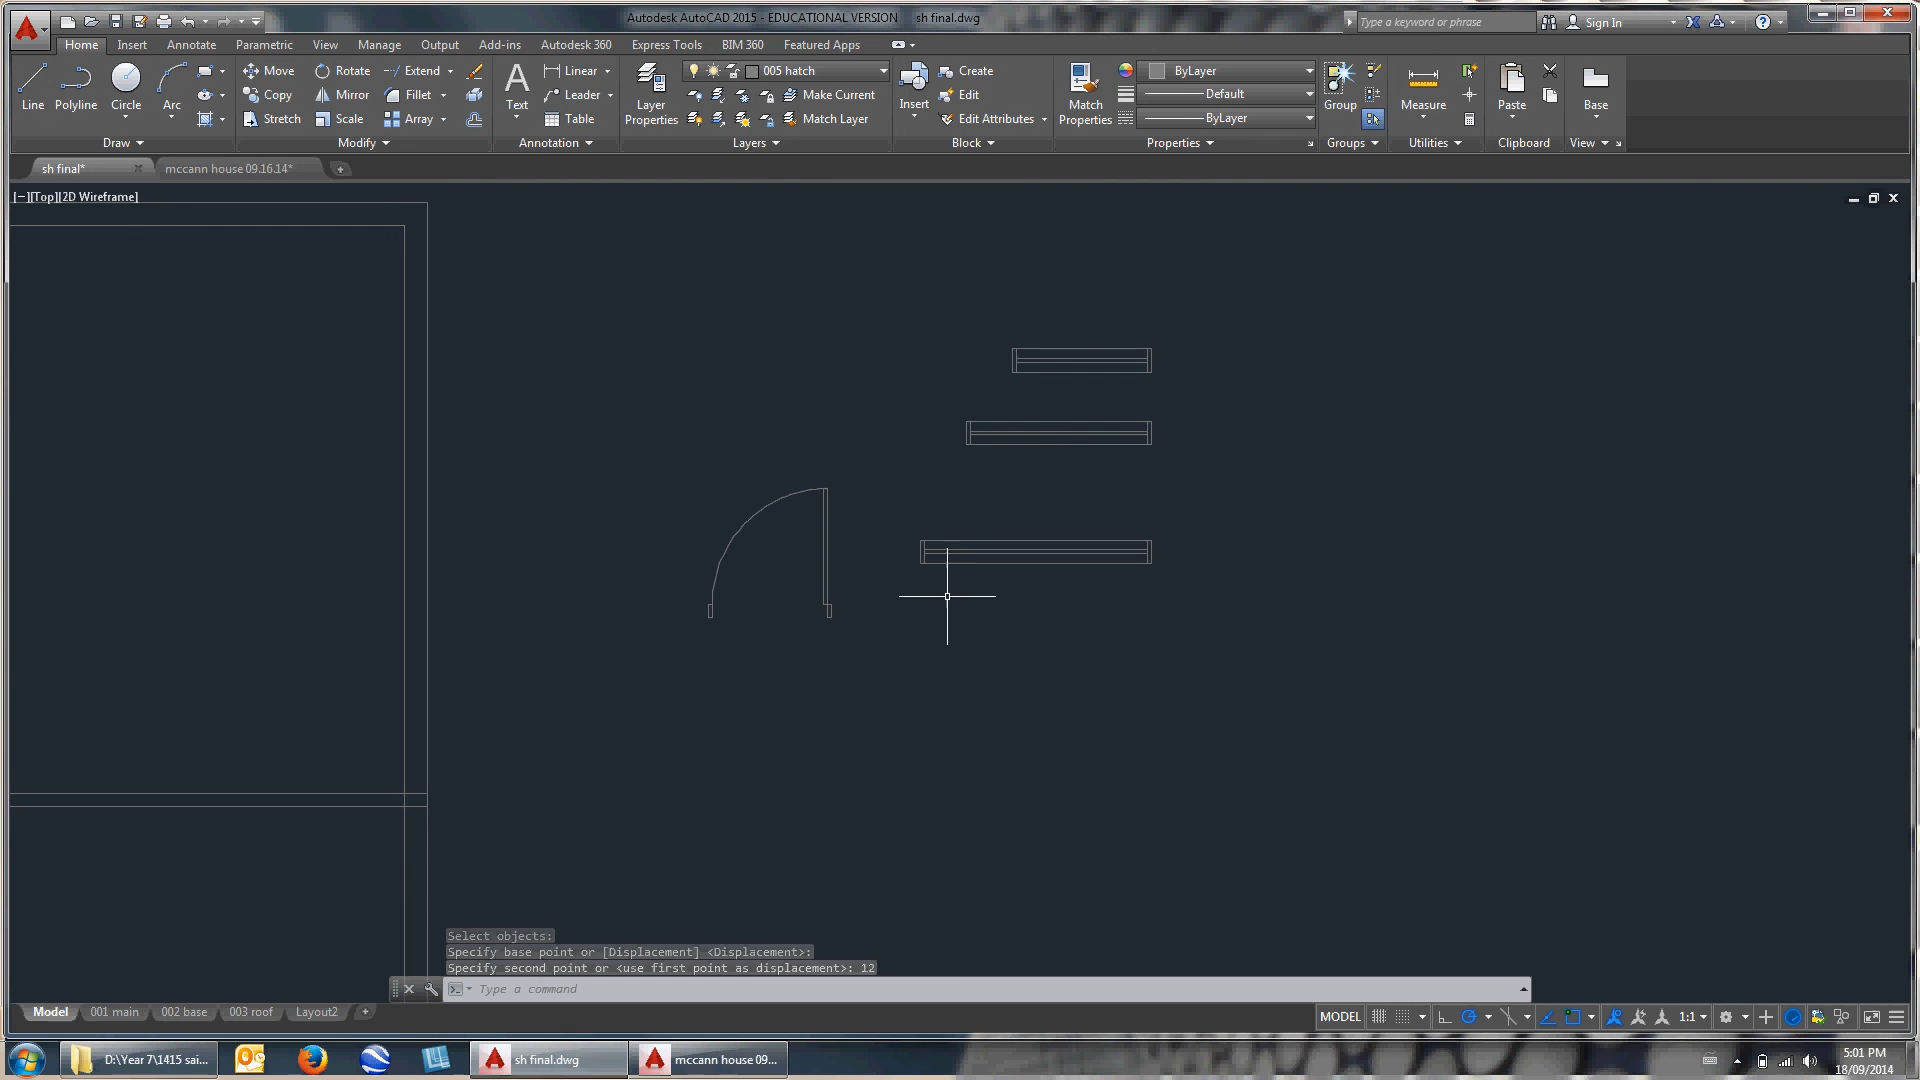 Autodesk AutoCAD 2015 - EDUCATIONAL VERSION sh final.dwg
Type a keyword or phrase
Sign In
Home Insert Annotate Parametric View Manage Output Add-ins Autodesk 360 Express Tools BIM 360 Featured Apps
Line
Polyline
Circle
Arc
Draw
Move Rotate Extend
Copy Mirror Fillet
Stretch Scale Array
Modify
Text
Linear
Leader
Table
Annotation
Layer
Properties
005 hatch
Make Current
Match Layer
Layers
Insert
Create
Edit
Edit Attributes
Block
Match
Properties
ByLayer
Default
ByLayer
Properties
Group
Groups
Measure
Utilities
Paste
Clipboard
Base
View
sh final*
mccann house 09.16.14*
[−][Top][2D Wireframe]
Select objects:
Specify base point or [Displacement] <Displacement>:
Specify second point or <use first point as displacement>: 12
Type a command
Model 001 main 002 base 003 roof Layout2 +
MODEL
1:1
D:\Year 7\1415 sai...
sh final.dwg
mccann house 09...
5:01 PM
18/09/2014